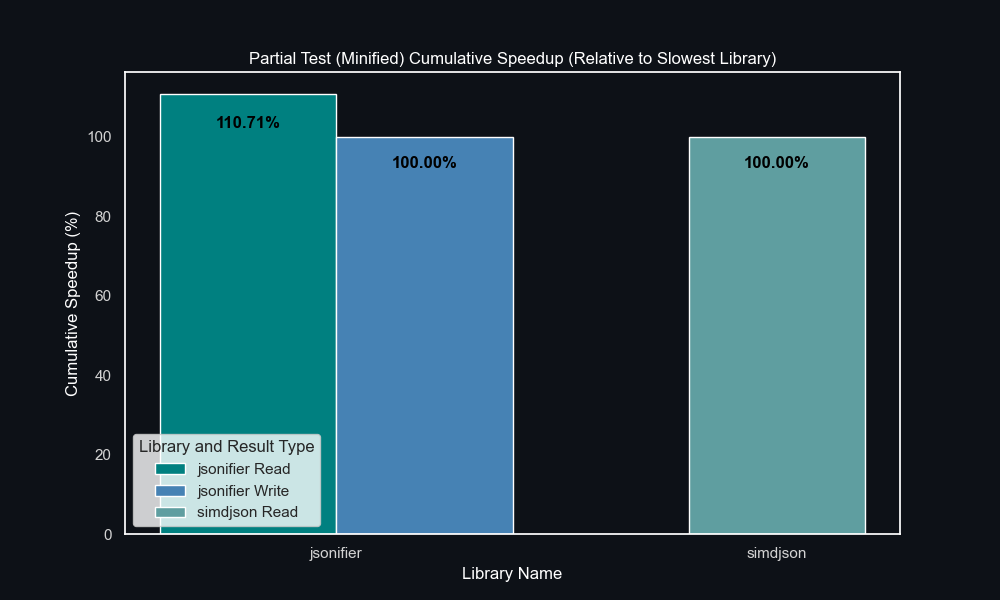 Partial Test (Minified) Cumulative Speedup (Relative to Slowest Library)
110.71%
100.00%
100.00%
100
80
60
40
20
0
Cumulative Speedup (%)
Library and Result Type
jsonifier Read
jsonifier Write
simdjson Read
jsonifier
simdjson
Library Name